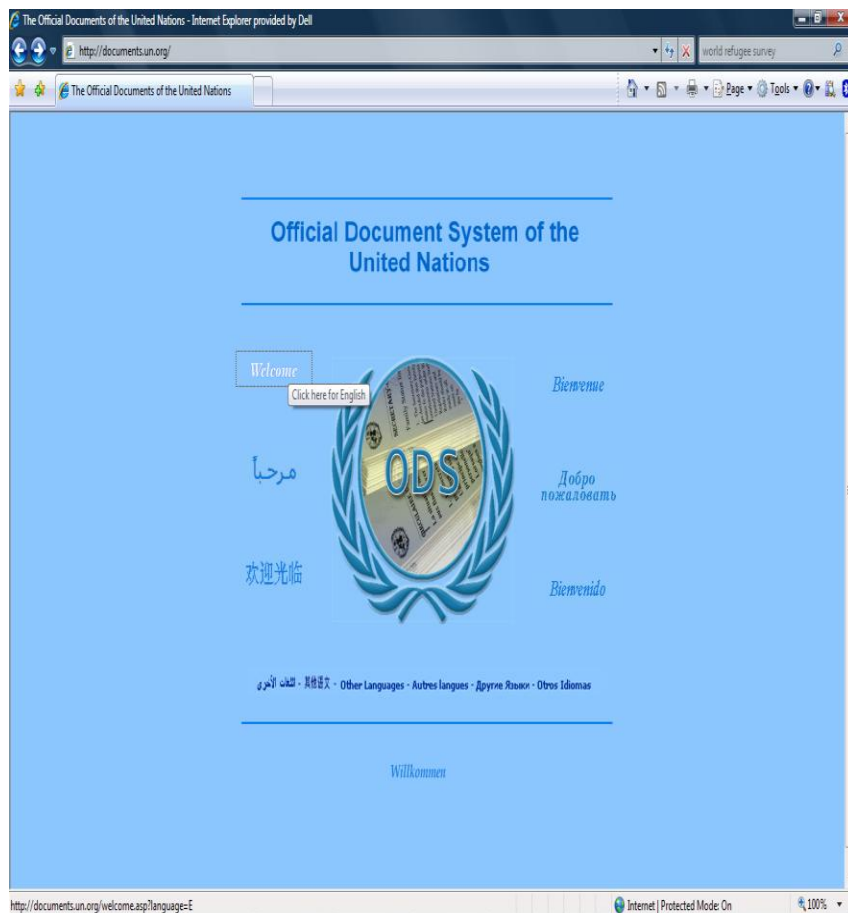 The Official Documents of the United Nations - Internet Explorer provided by Dell
http://documents.un.org/
world refugee survey
The Official Documents of the United Nations
Page
Tools
Official Document System of the
United Nations
Welcome
Click here for English
Bienvenue
مرحباً
ODS
Добро
пожаловать
欢迎光临
Bienvenido
اللغات الأخرى - 其他语文 - Other Languages - Autres langues - Другие Языки - Otros Idiomas
Willkommen
http://documents.un.org/welcome.asp?language=E
Internet | Protected Mode: On
100%